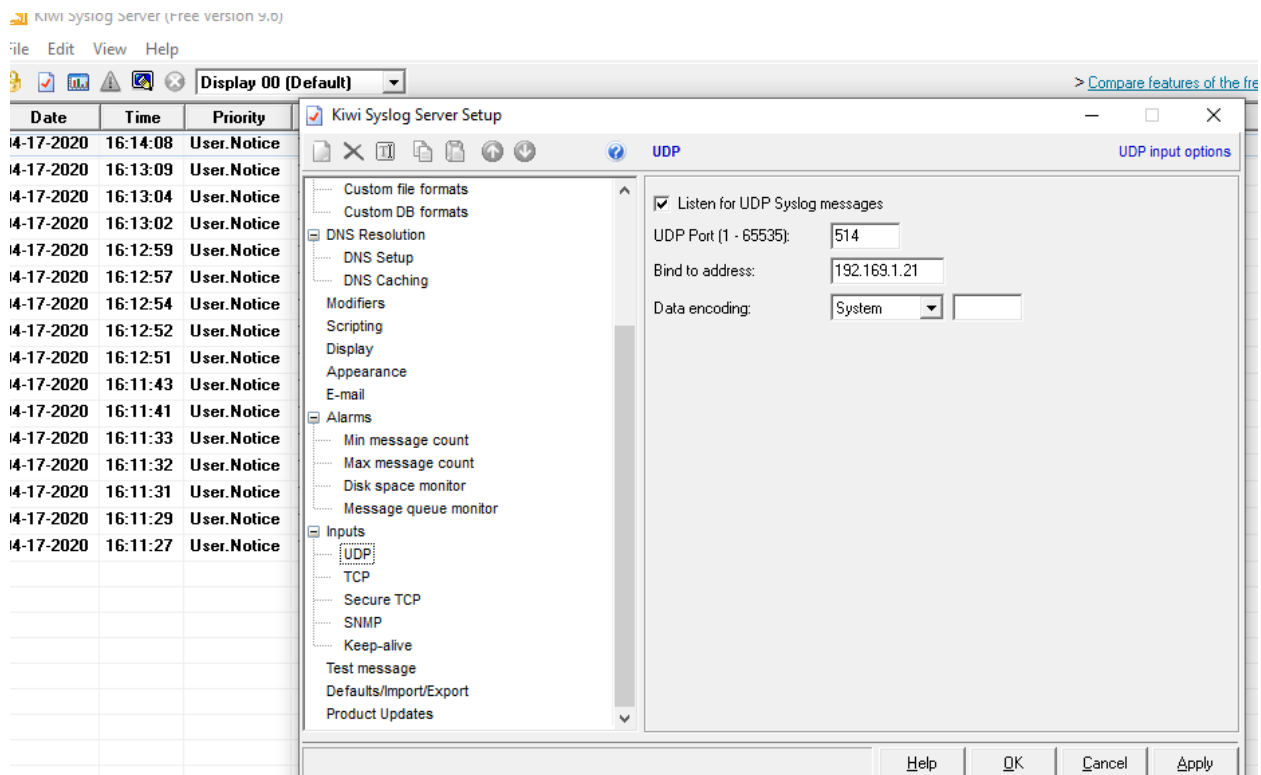 Kiwi Syslog Server (Free Version 9.6)
File Edit View Help
Display 00 (Default)
> Compare features of the fre
Date Time Priority
04-17-2020 16:14:08 User.Notice
04-17-2020 16:13:09 User.Notice
04-17-2020 16:13:04 User.Notice
04-17-2020 16:13:02 User.Notice
04-17-2020 16:12:59 User.Notice
04-17-2020 16:12:57 User.Notice
04-17-2020 16:12:54 User.Notice
04-17-2020 16:12:52 User.Notice
04-17-2020 16:12:51 User.Notice
04-17-2020 16:11:43 User.Notice
04-17-2020 16:11:41 User.Notice
04-17-2020 16:11:33 User.Notice
04-17-2020 16:11:32 User.Notice
04-17-2020 16:11:31 User.Notice
04-17-2020 16:11:29 User.Notice
04-17-2020 16:11:27 User.Notice
Kiwi Syslog Server Setup
UDP
UDP input options
Custom file formats
Custom DB formats
DNS Resolution
DNS Setup
DNS Caching
Modifiers
Scripting
Display
Appearance
E-mail
Alarms
Min message count
Max message count
Disk space monitor
Message queue monitor
Inputs
UDP
TCP
Secure TCP
SNMP
Keep-alive
Test message
Defaults/Import/Export
Product Updates
Listen for UDP Syslog messages
UDP Port (1 - 65535): 514
Bind to address: 192.169.1.21
Data encoding: System
Help OK Cancel Apply